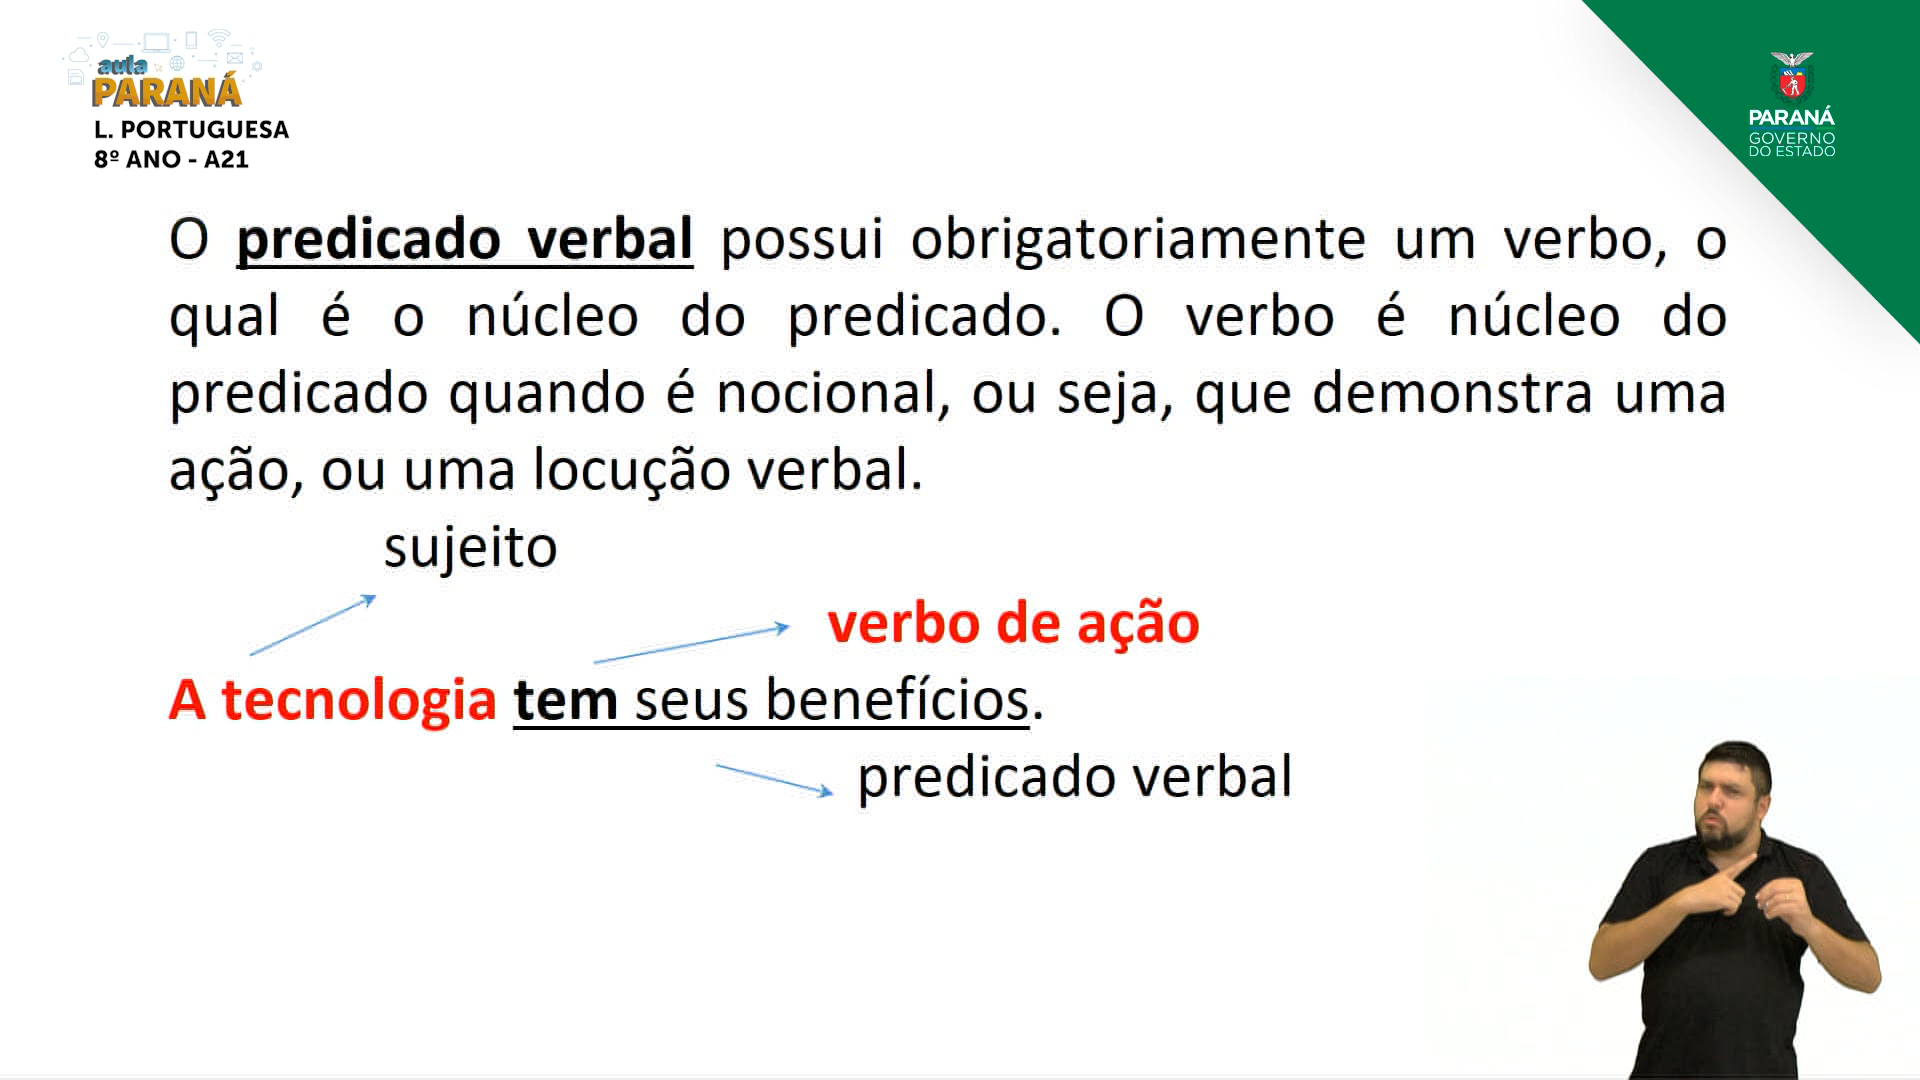 aula
PARANÁ
L. PORTUGUESA
8º ANO - A21
PARANÁ
GOVERNO
DO ESTADO
O predicado verbal possui obrigatoriamente um verbo, o
qual é o núcleo do predicado. O verbo é núcleo do
predicado quando é nocional, ou seja, que demonstra uma
ação, ou uma locução verbal.
sujeito
verbo de ação
A tecnologia tem seus benefícios.
predicado verbal